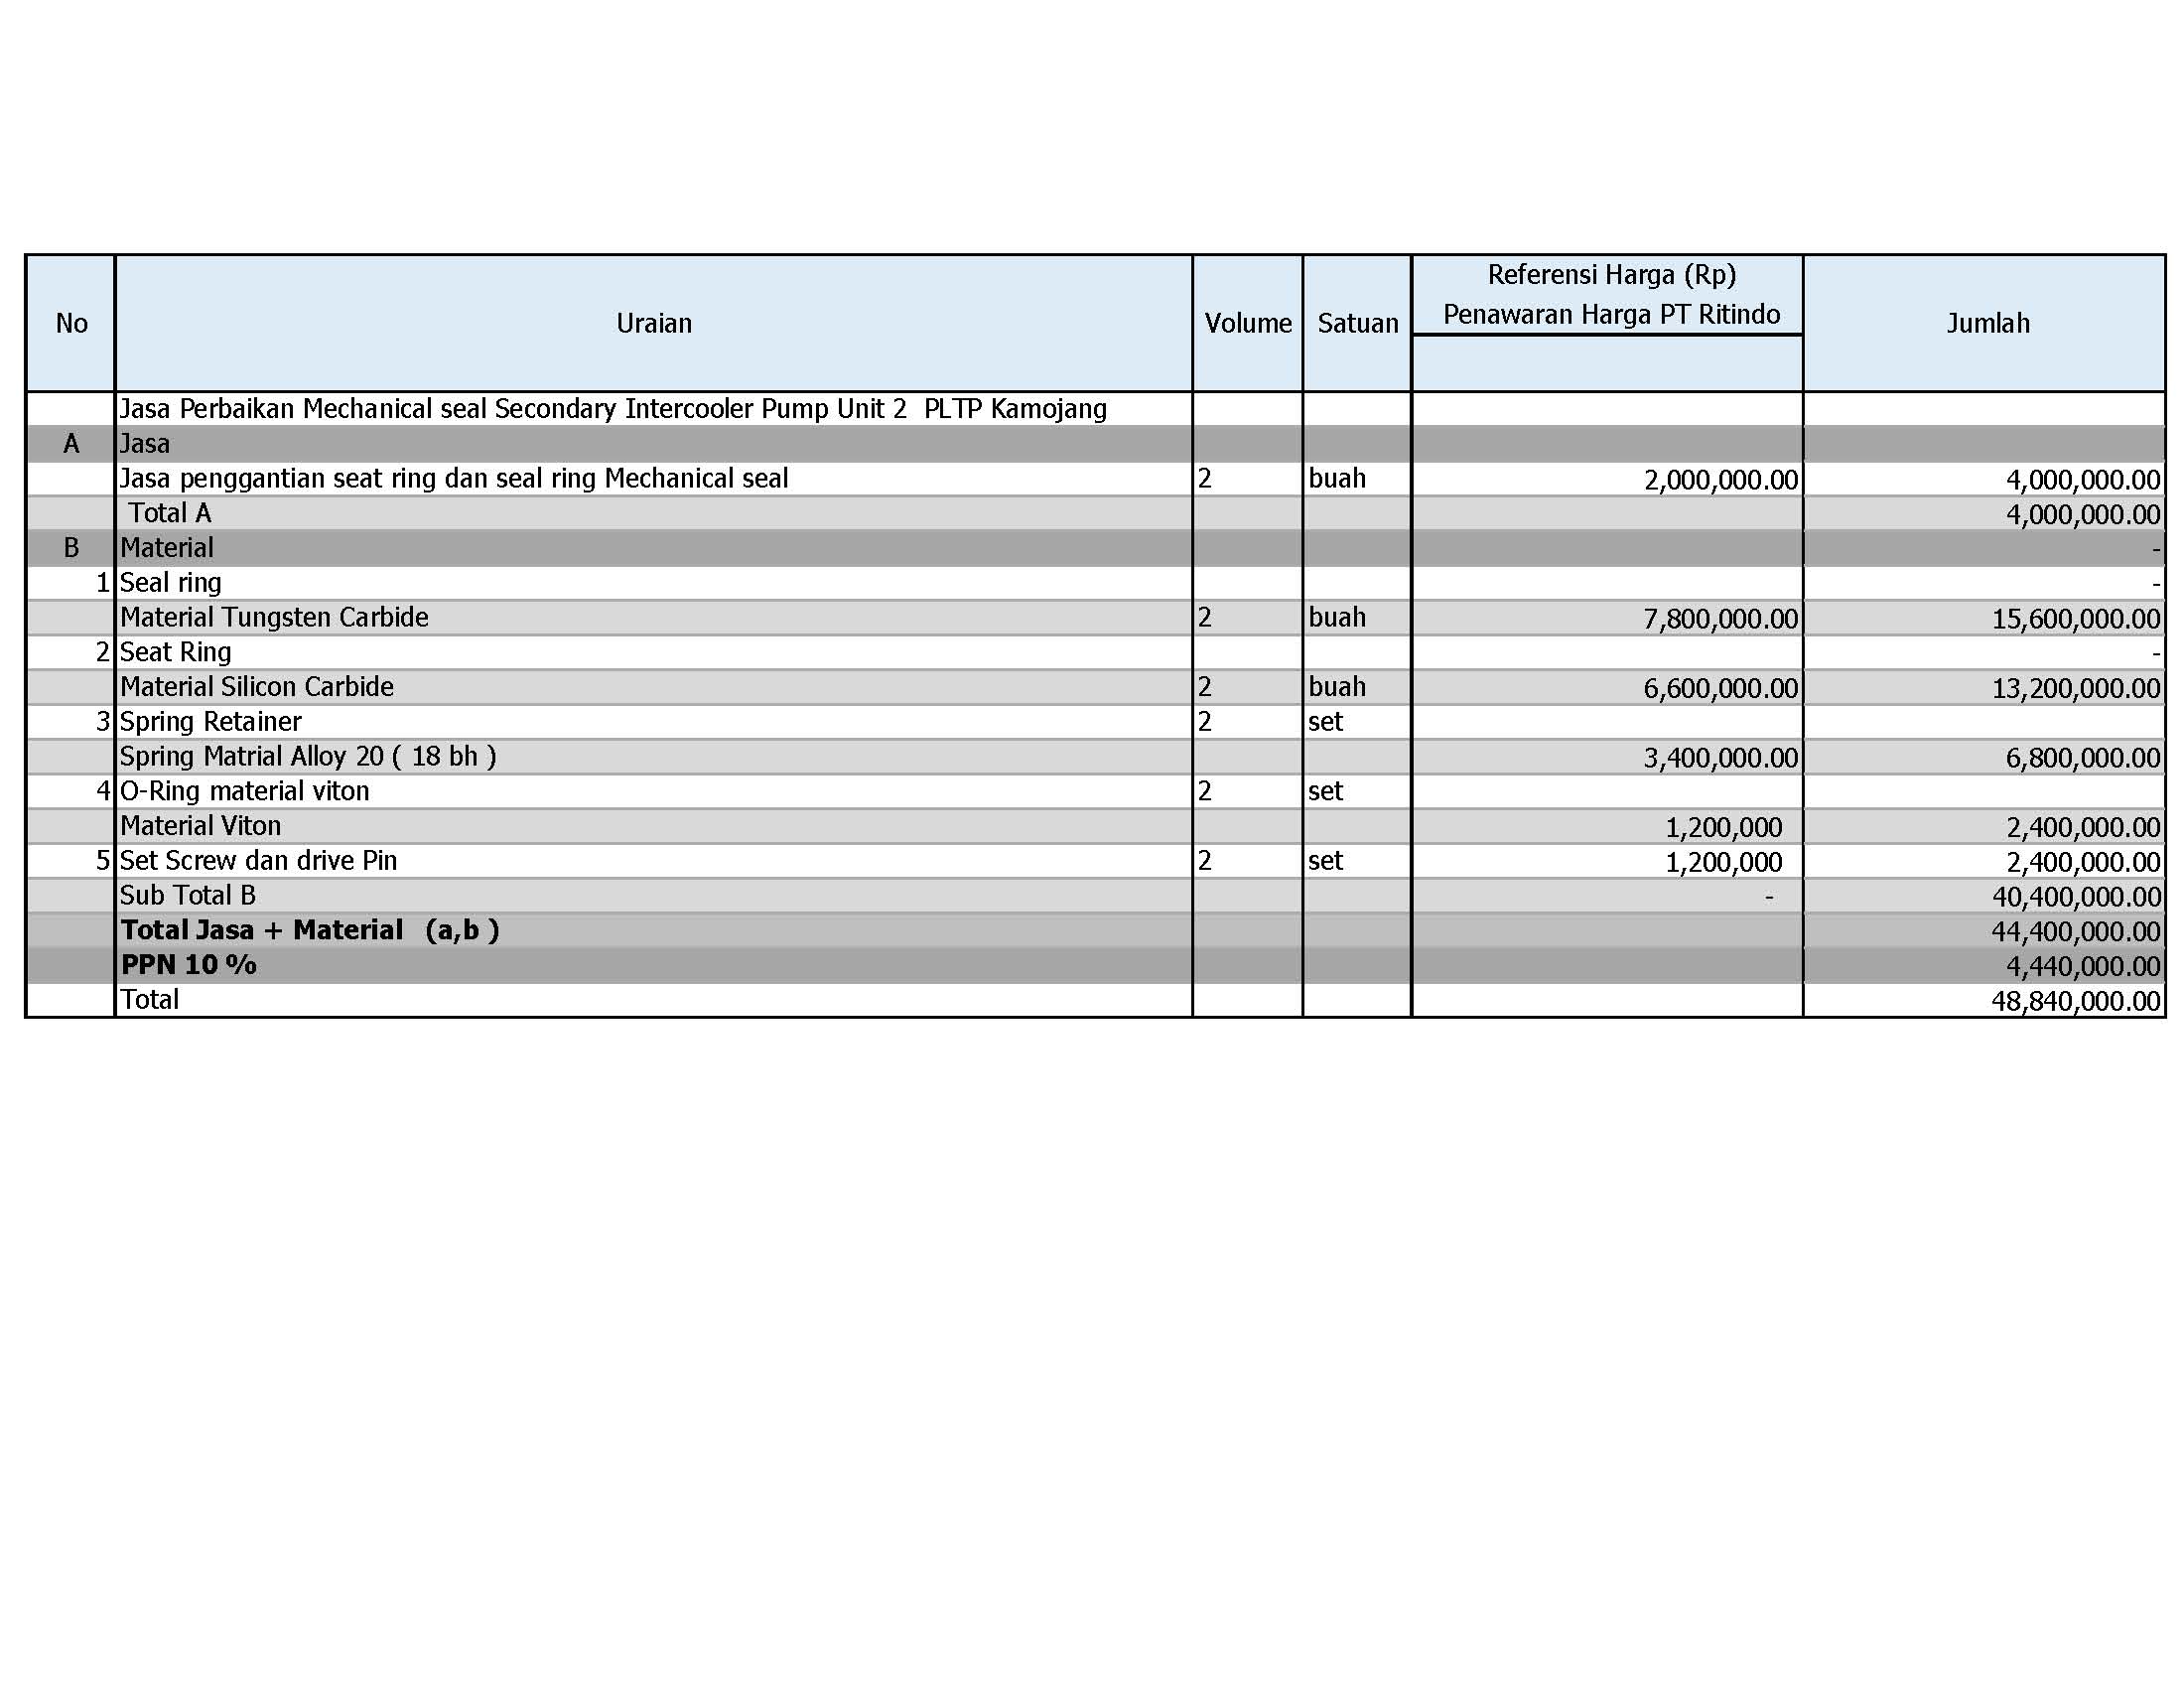 No Uraian Volume Satuan Referensi Harga (Rp) Penawaran Harga PT Ritindo Jumlah
Jasa Perbaikan Mechanical seal Secondary Intercooler Pump Unit 2 PLTP Kamojang
A Jasa
Jasa penggantian seat ring dan seal ring Mechanical seal 2 buah 2,000,000.00 4,000,000.00
Total A 4,000,000.00
B Material -
1 Seal ring -
Material Tungsten Carbide 2 buah 7,800,000.00 15,600,000.00
2 Seat Ring -
Material Silicon Carbide 2 buah 6,600,000.00 13,200,000.00
3 Spring Retainer 2 set
Spring Matrial Alloy 20 ( 18 bh ) 3,400,000.00 6,800,000.00
4 O-Ring material viton 2 set
Material Viton 1,200,000 2,400,000.00
5 Set Screw dan drive Pin 2 set 1,200,000 2,400,000.00
Sub Total B - 40,400,000.00
Total Jasa + Material (a,b ) 44,400,000.00
PPN 10 % 4,440,000.00
Total 48,840,000.00